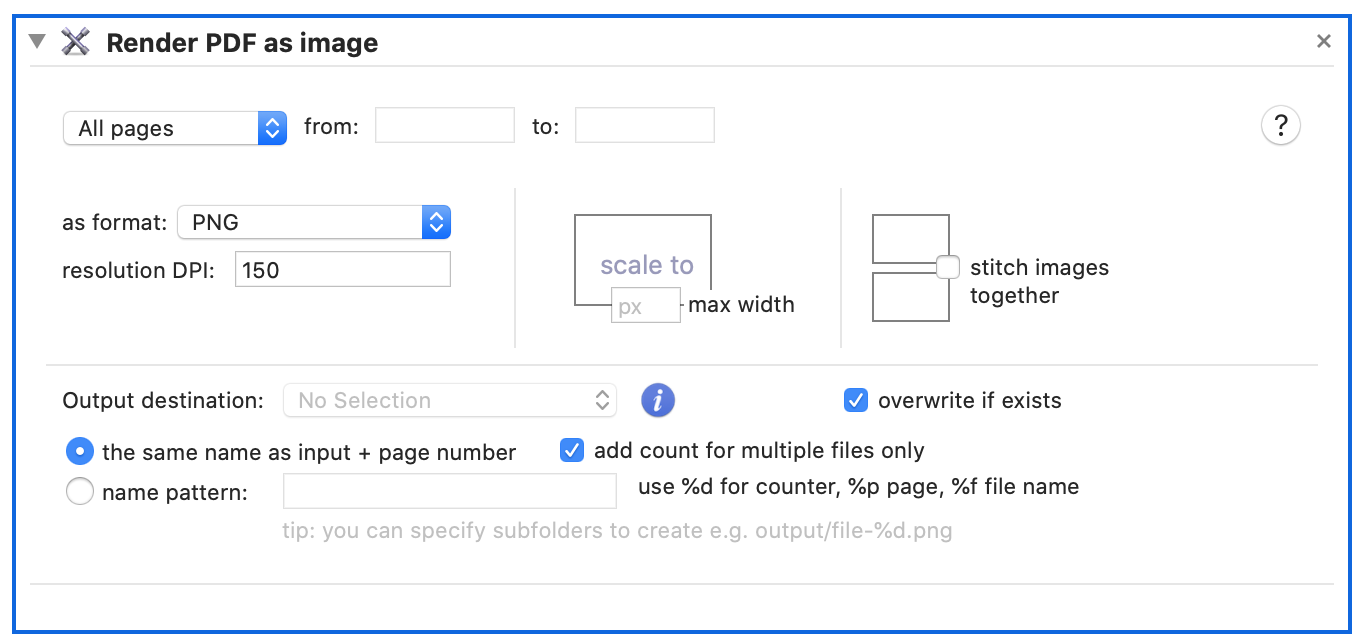 Render PDF as image
All pages from: to:
?
as format: PNG
resolution DPI: 150
scale to
px max width
stitch images
together
Output destination: No Selection i overwrite if exists
the same name as input + page number add count for multiple files only
name pattern: use %d for counter, %p page, %f file name
tip: you can specify subfolders to create e.g. output/file-%d.png